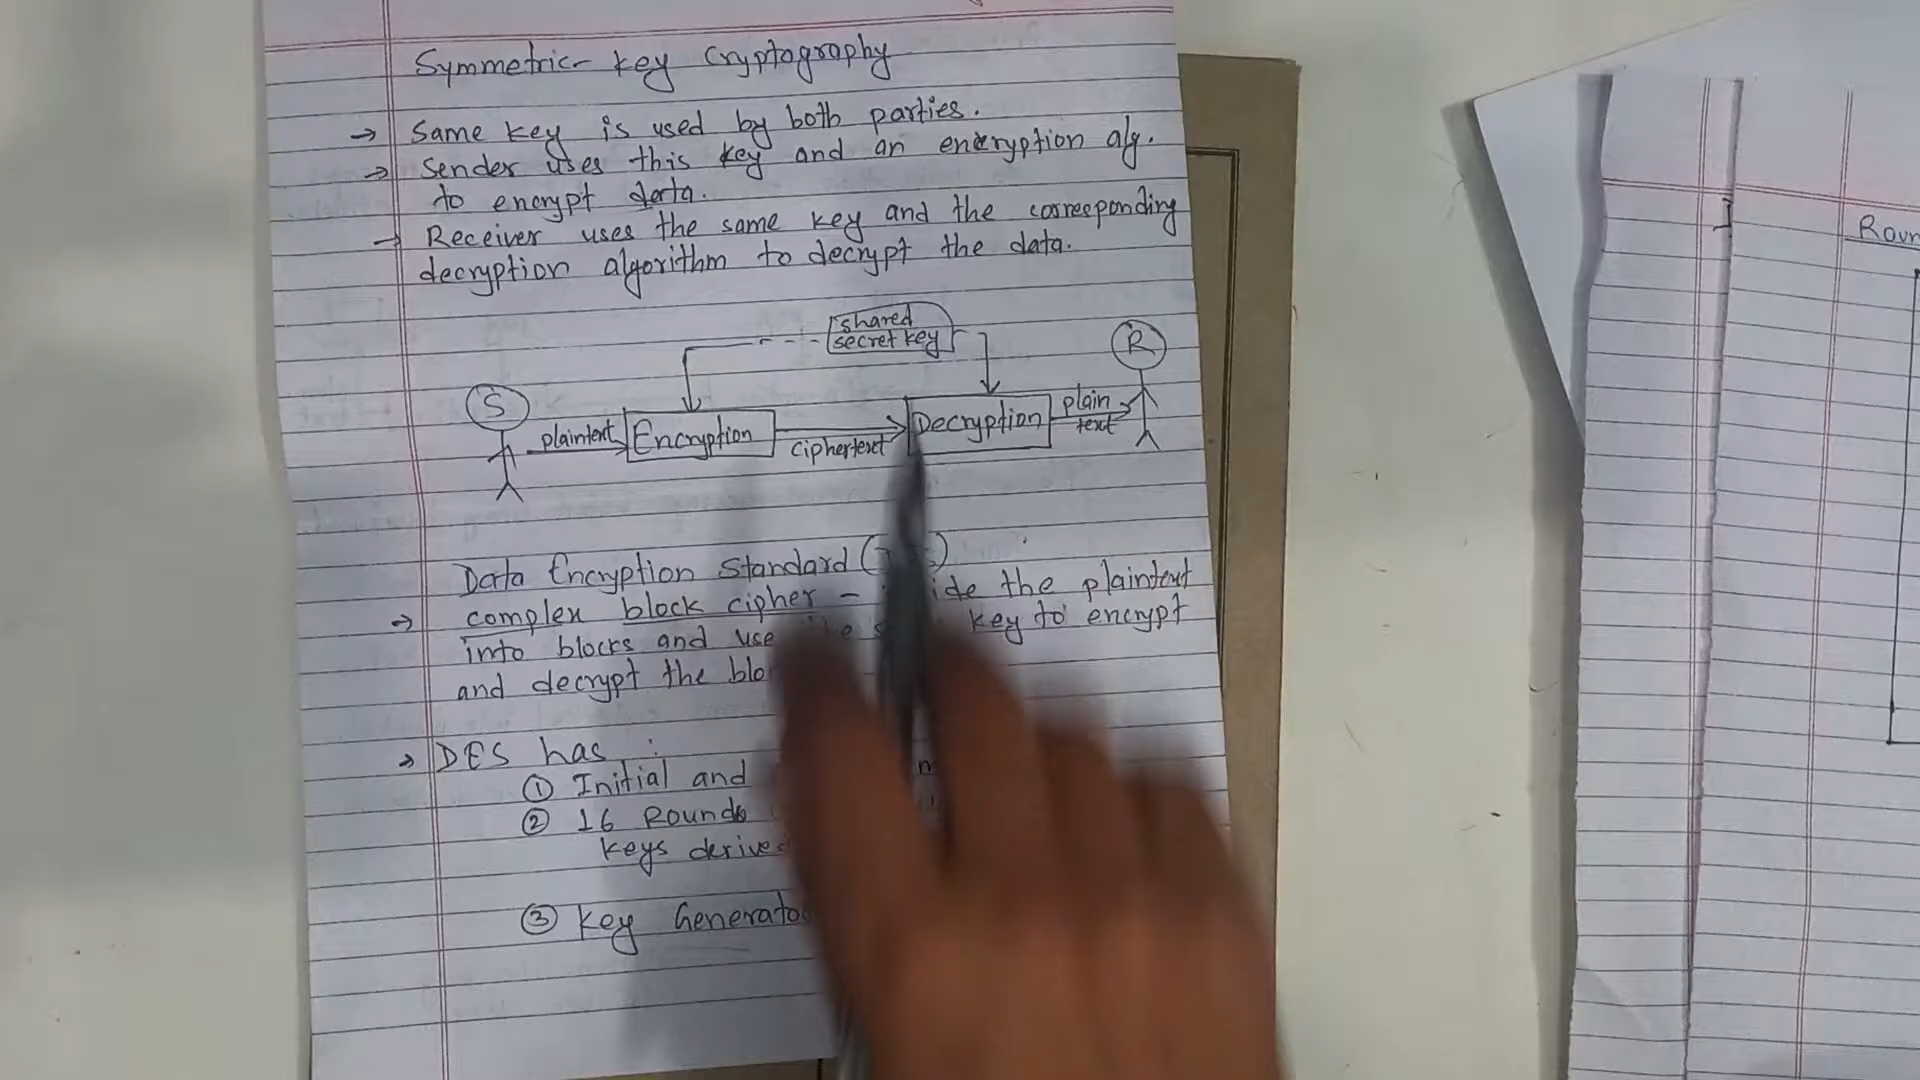 Symmetric-key Cryptography
→ Same key is used by both parties.
→ Sender uses this key and an encryption alg.
to encrypt data.
→ Receiver uses the same key and the corresponding
decryption algorithm to decrypt the data.
shared
secret key
S
R
plaintext
Encryption
ciphertext
Decryption
plain
text
Data Encryption Standard
→ complex block cipher - the plaintext
into blocks and use key to encrypt
and decrypt the
→ DES has :
① Initial and
② 16 Rounds
keys
③ Key